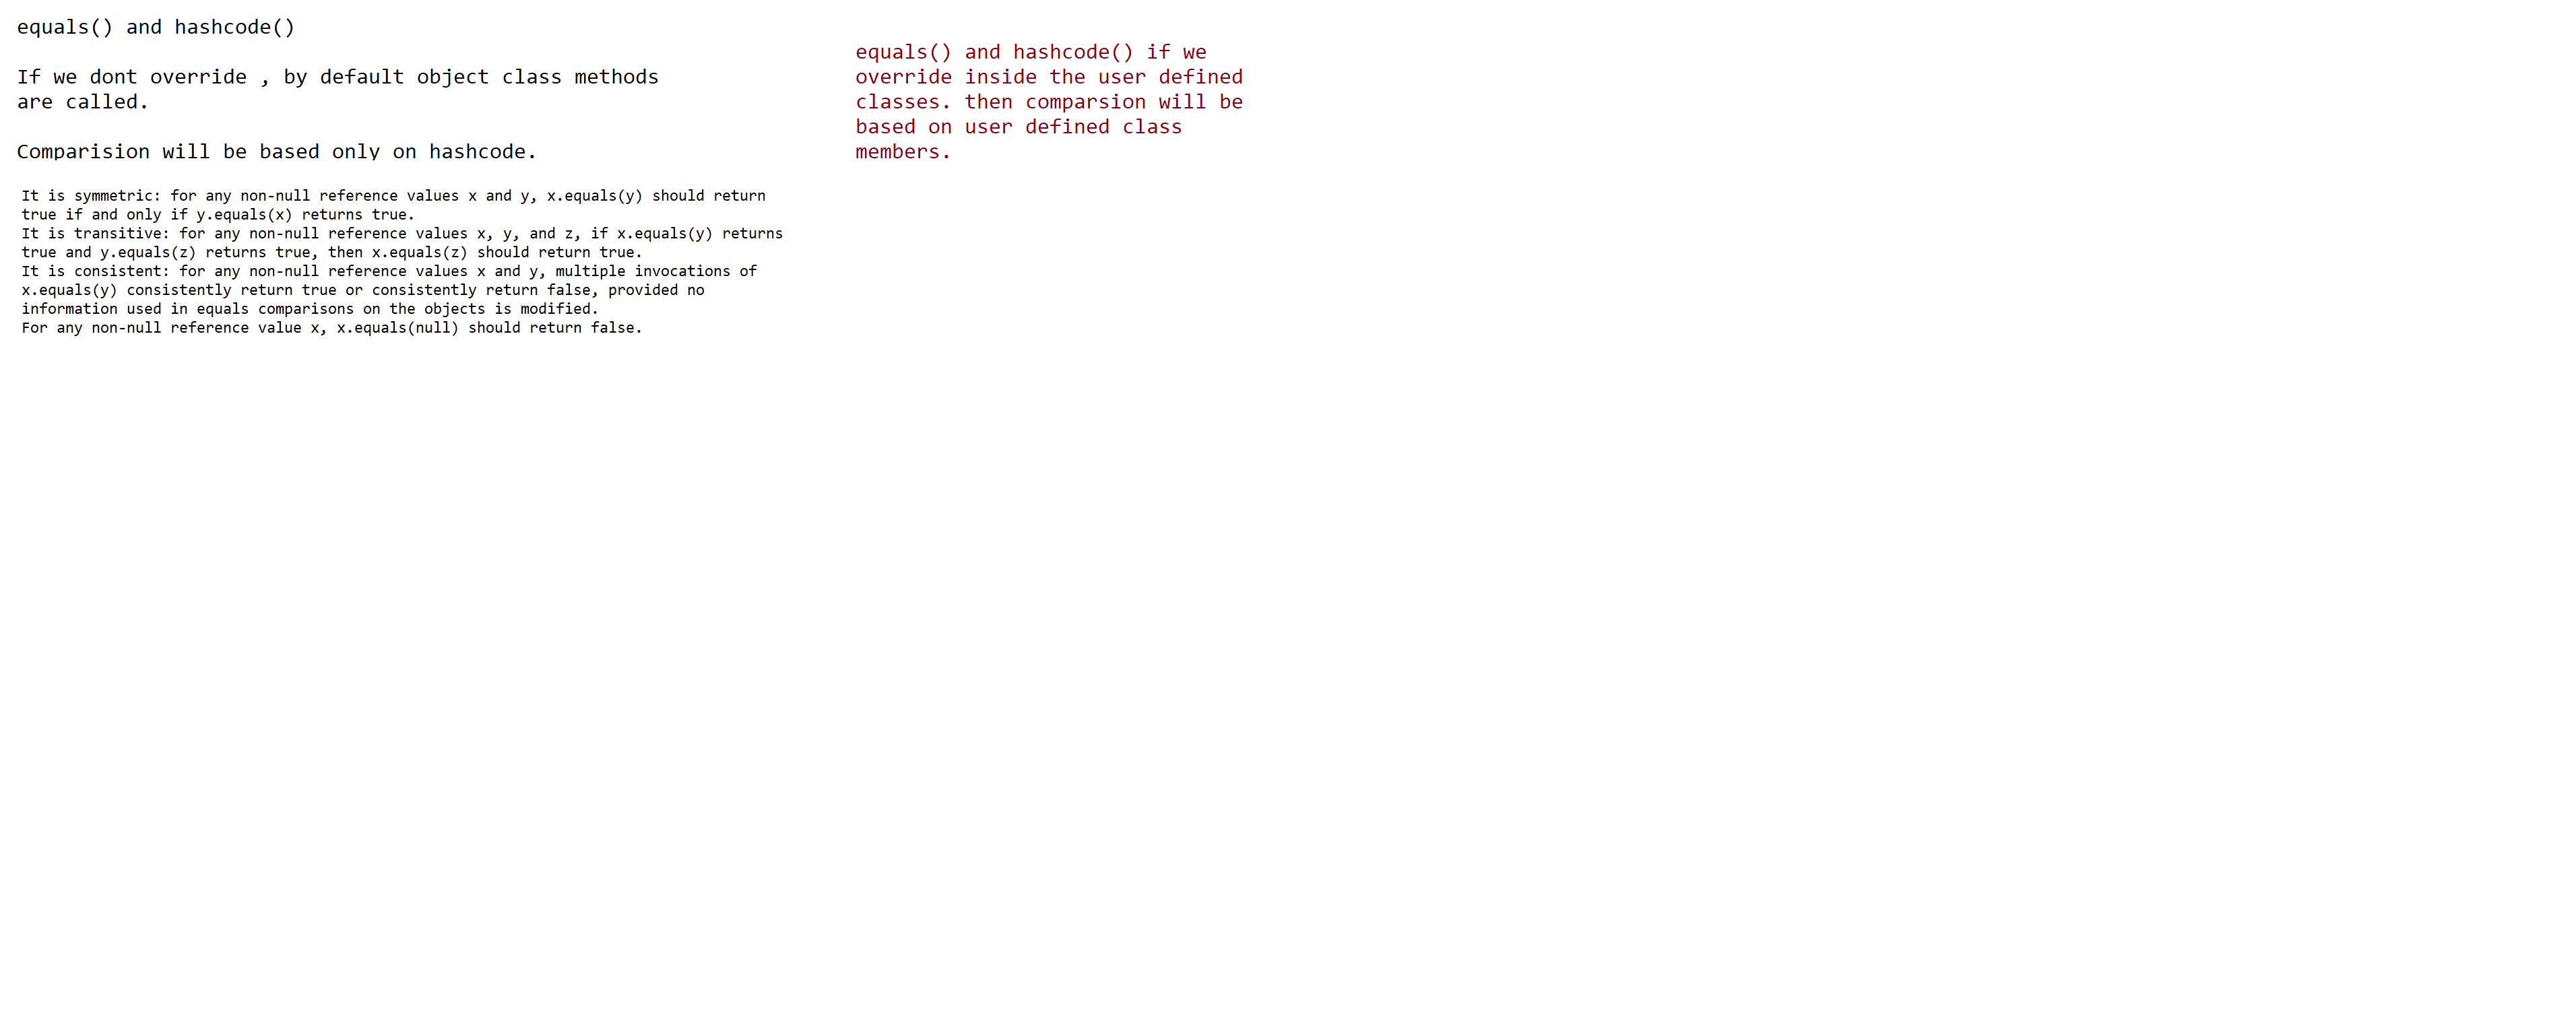 equals() and hashcode()
If we dont override , by default object class methods
are called.
Comparision will be based only on hashcode.
equals() and hashcode() if we
override inside the user defined
classes. then comparsion will be
based on user defined class
members.
It is symmetric: for any non-null reference values x and y, x.equals(y) should return
true if and only if y.equals(x) returns true.
It is transitive: for any non-null reference values x, y, and z, if x.equals(y) returns
true and y.equals(z) returns true, then x.equals(z) should return true.
It is consistent: for any non-null reference values x and y, multiple invocations of
x.equals(y) consistently return true or consistently return false, provided no
information used in equals comparisons on the objects is modified.
For any non-null reference value x, x.equals(null) should return false.